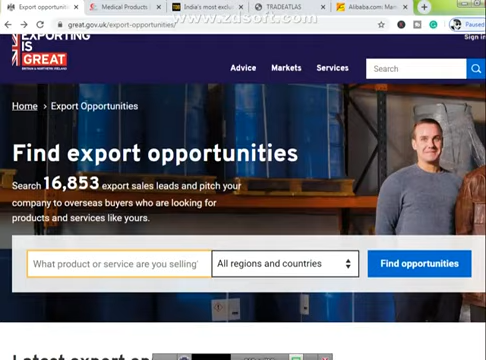 Export opportunitie
Medical Products
India's most exclu
TRADEATLAS
Alibaba.com: Man
www.zdsoft.com
great.gov.uk/export-opportunities/
Paused
EXPORTING
IS
GREAT
BRITAIN & NORTHERN IRELAND
Sign in
Advice
Markets
Services
Search
Home > Export Opportunities
Find export opportunities
Search 16,853 export sales leads and pitch your
company to overseas buyers who are looking for
products and services like yours.
What product or service are you selling?
All regions and countries
Find opportunities
Latest export op